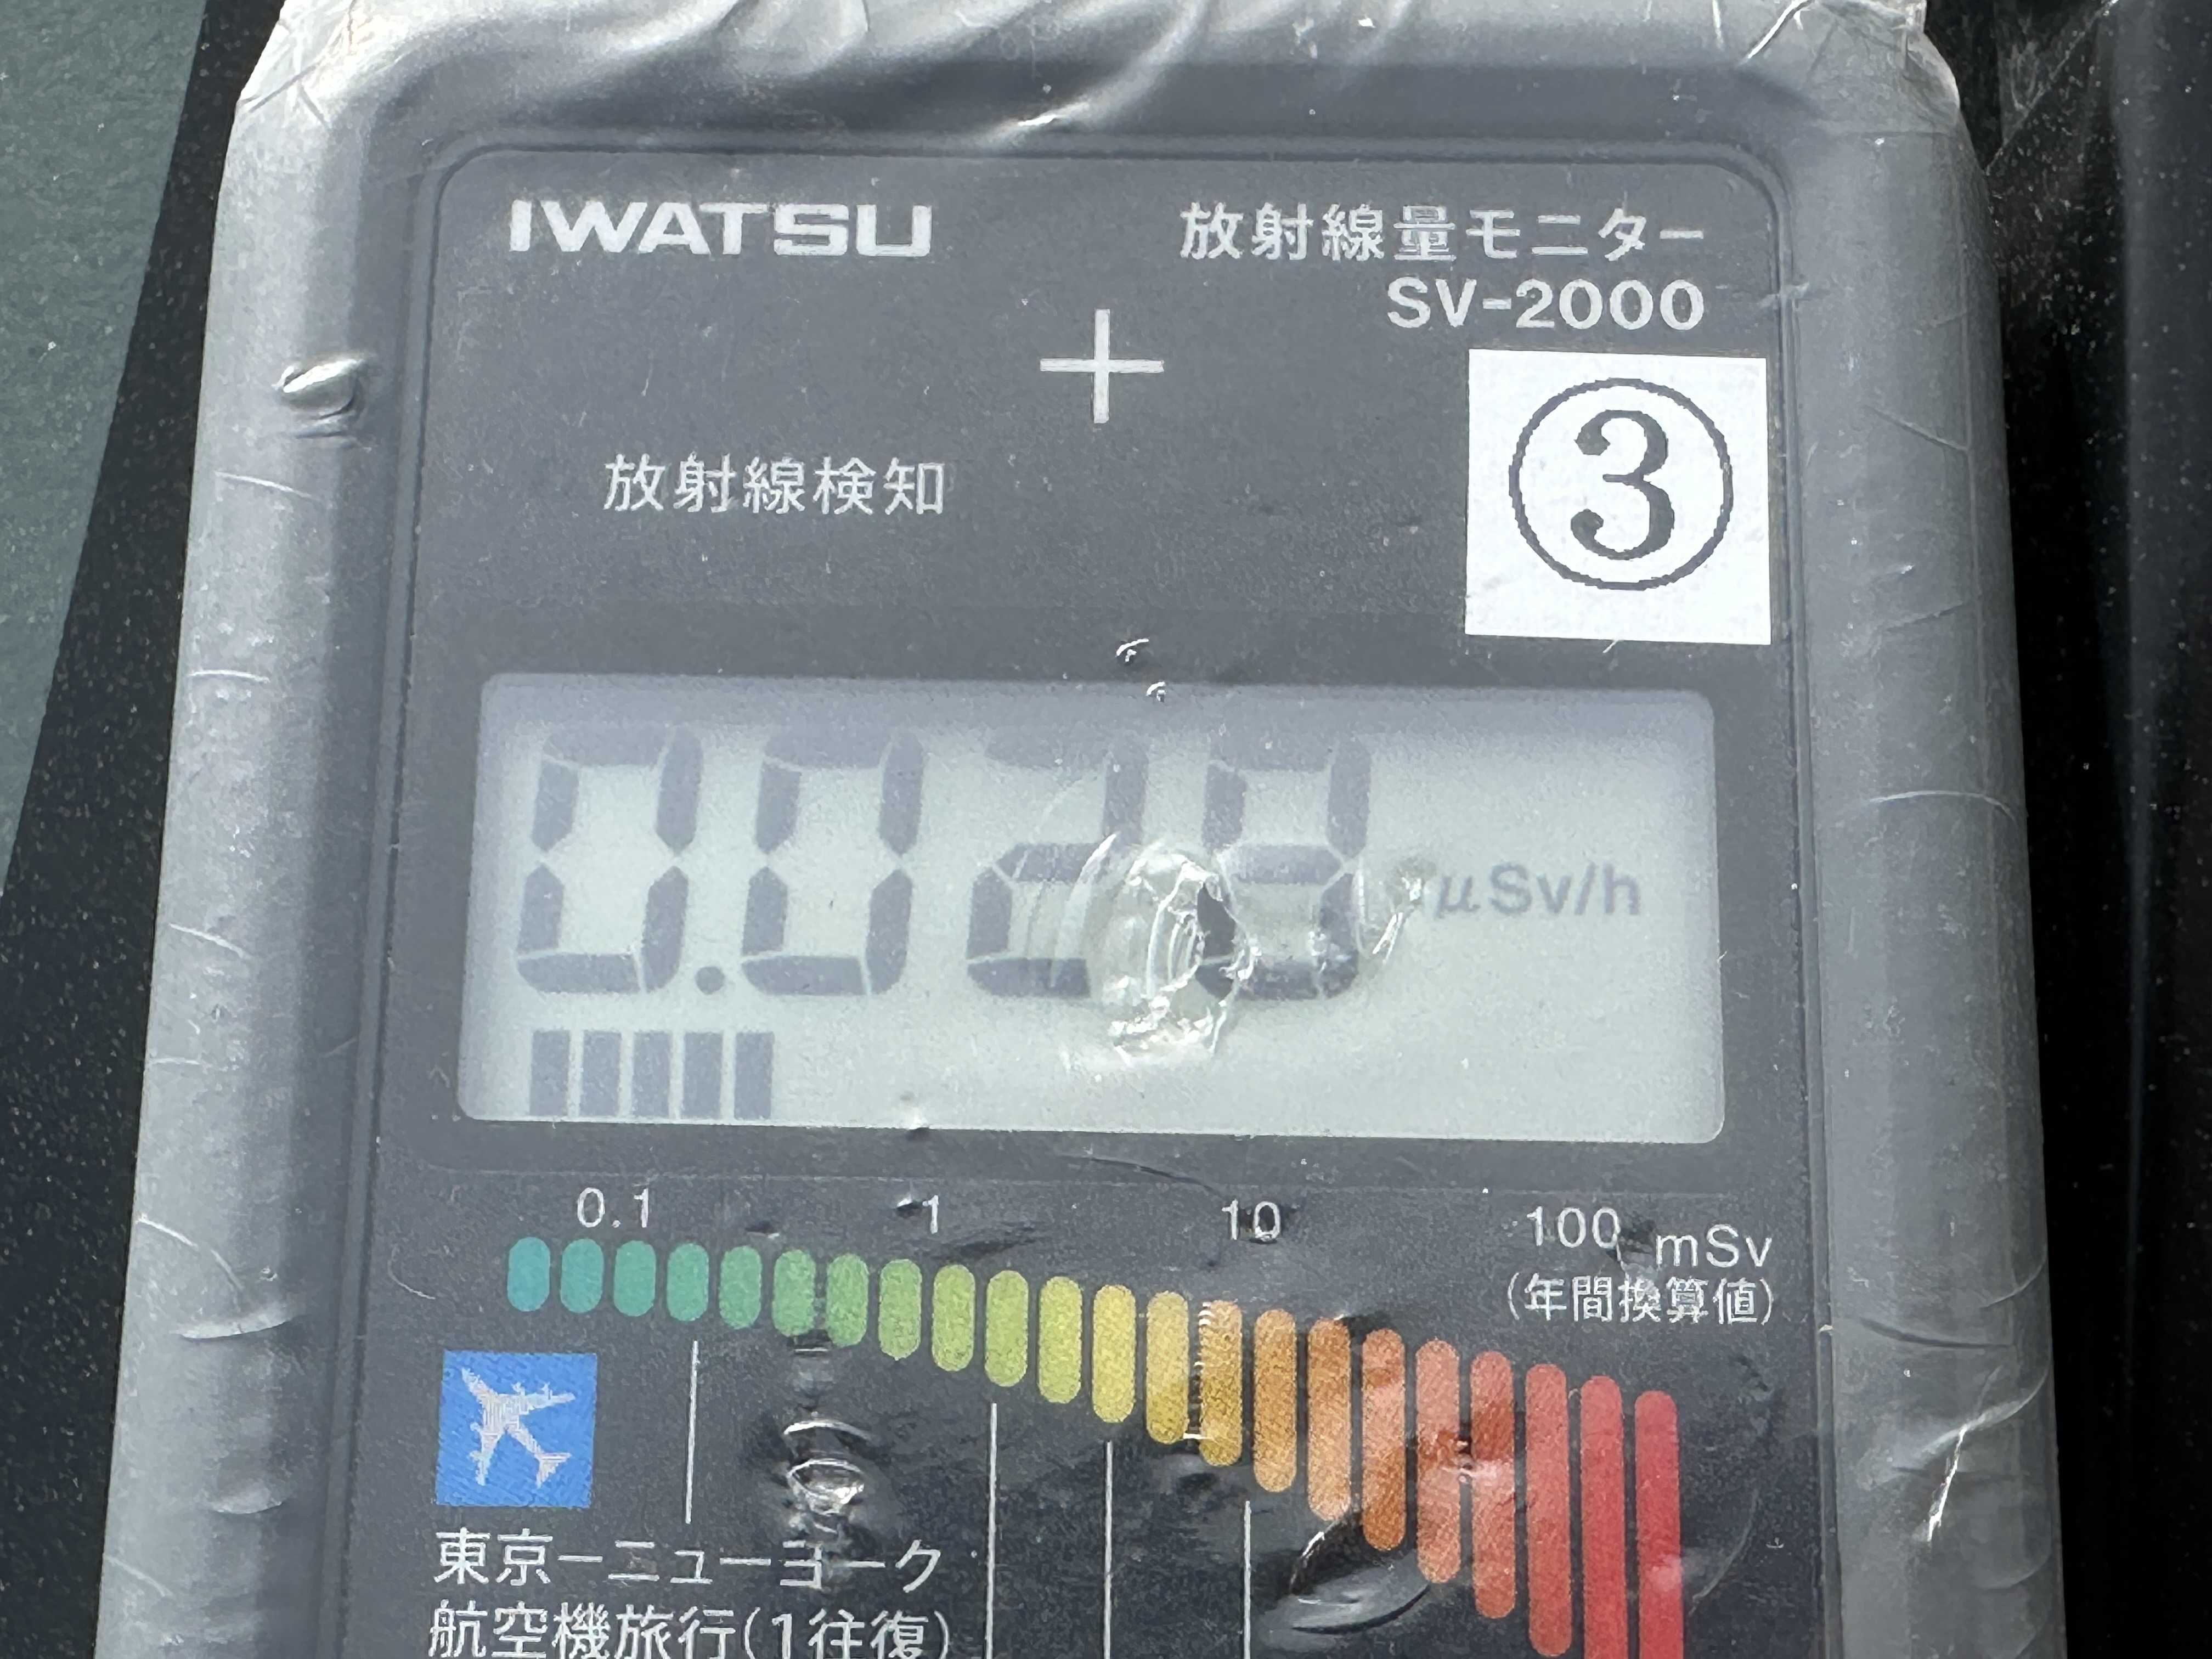 IWATSU
放射線量モニター
SV-2000
③
放射線検知
0.028 μSv/h
0.1 1 10 100 mSv
(年間換算値)
東京ーニューヨーク
航空機旅行(1往復)